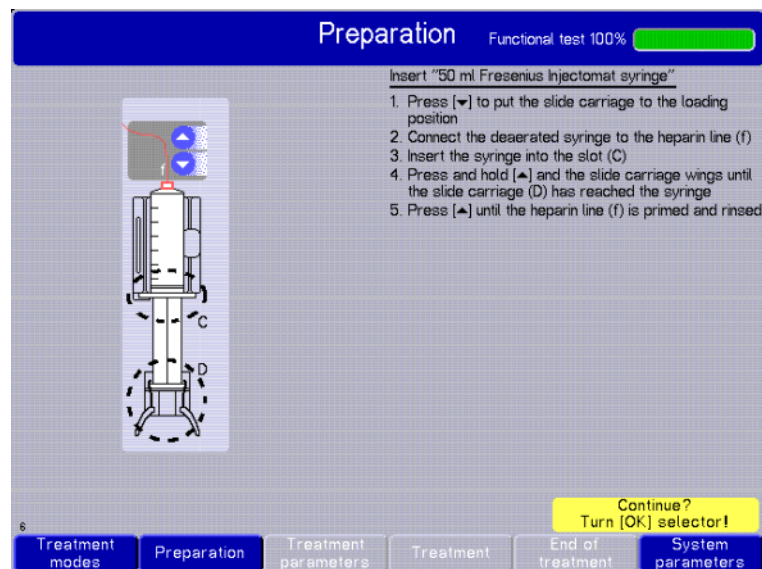 Preparation
Functional test 100%
Insert "50 ml Fresenius Injectomat syringe"
1. Press [▼] to put the slide carriage to the loading
position
2. Connect the deaerated syringe to the heparin line (f)
3. Insert the syringe into the slot (C)
4. Press and hold [▲] and the slide carriage wings until
the slide carriage (D) has reached the syringe
5. Press [▲] until the heparin line (f) is primed and rinsed
f
C
D
Continue?
Turn [OK] selector!
6
Treatment
modes
Preparation
Treatment
parameters
Treatment
End of
treatment
System
parameters